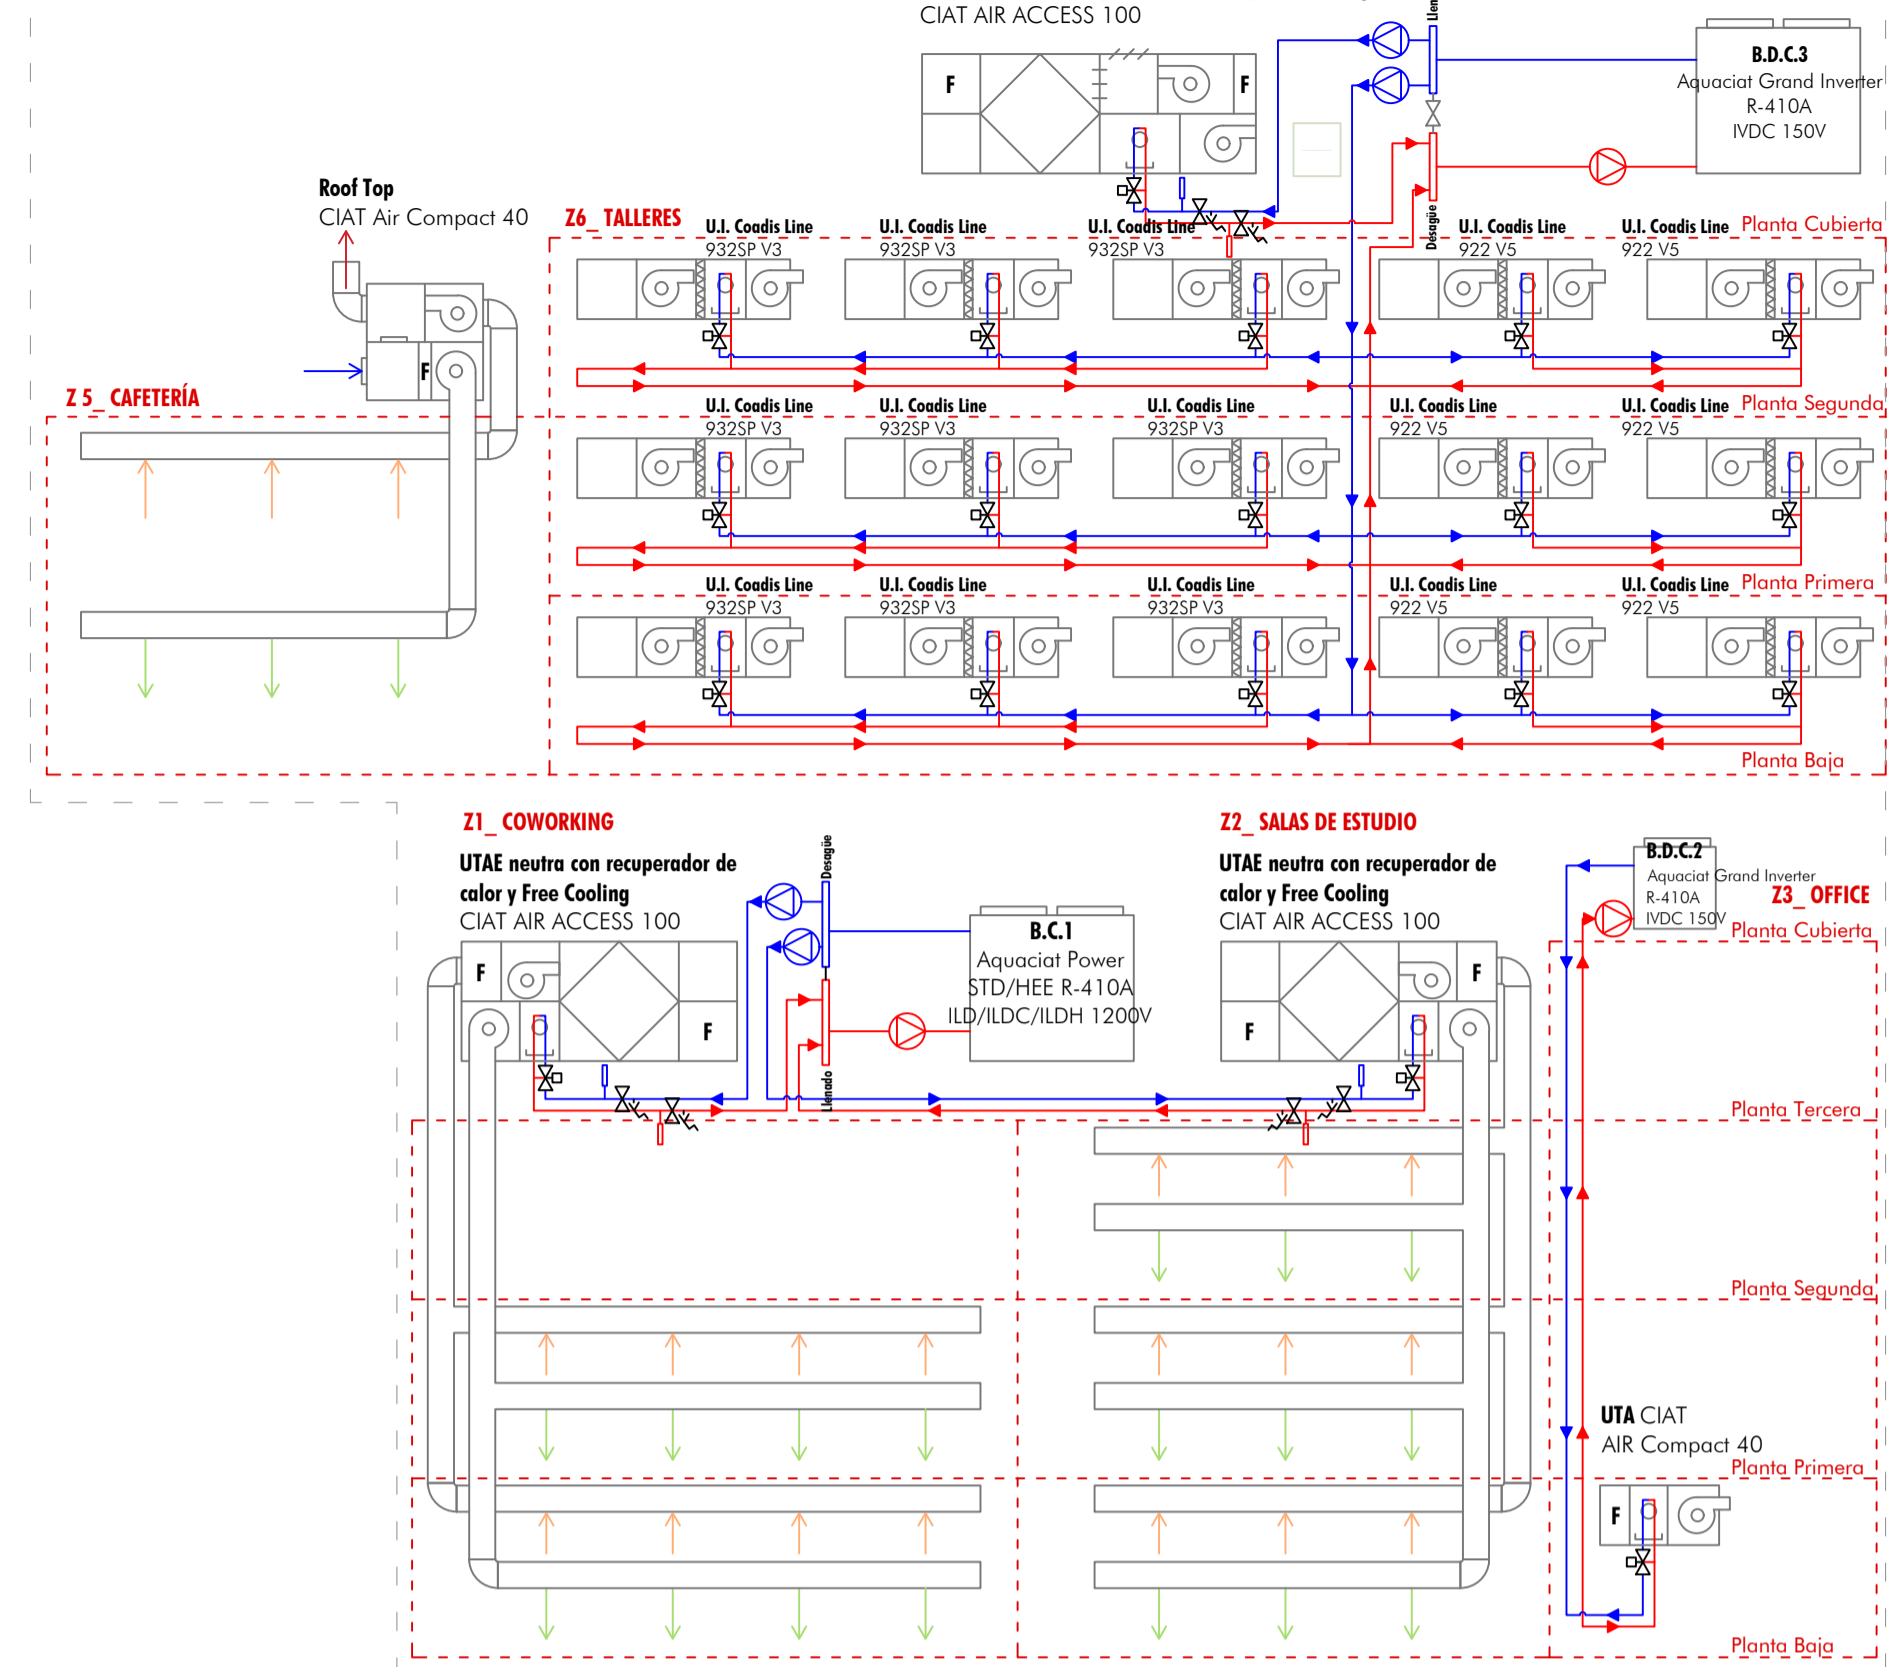 CIAT AIR ACCESS 100
F
F
Llen
B.D.C.3
Aquaciat Grand Inverter
R-410A
IVDC 150V
Desagüe
Roof Top
CIAT Air Compact 40
F
Z 5_ CAFETERÍA
Z6_ TALLERES
Planta Cubierta
U.I. Coadis Line
932SP V3
U.I. Coadis Line
932SP V3
U.I. Coadis Line
932SP V3
U.I. Coadis Line
922 V5
U.I. Coadis Line
922 V5
Planta Segunda
U.I. Coadis Line
932SP V3
U.I. Coadis Line
932SP V3
U.I. Coadis Line
932SP V3
U.I. Coadis Line
922 V5
U.I. Coadis Line
922 V5
Planta Primera
U.I. Coadis Line
932SP V3
U.I. Coadis Line
932SP V3
U.I. Coadis Line
932SP V3
U.I. Coadis Line
922 V5
U.I. Coadis Line
922 V5
Planta Baja
Z1_ COWORKING
UTAE neutra con recuperador de
calor y Free Cooling
CIAT AIR ACCESS 100
F
F
Desagüe
Llenado
B.C.1
Aquaciat Power
STD/HEE R-410A
ILD/ILDC/ILDH 1200V
Z2_ SALAS DE ESTUDIO
UTAE neutra con recuperador de
calor y Free Cooling
CIAT AIR ACCESS 100
F
F
B.D.C.2
Aquaciat Grand Inverter
R-410A
IVDC 150V
Z3_ OFFICE
Planta Cubierta
Planta Tercera
Planta Segunda
UTA CIAT
AIR Compact 40
Planta Primera
F
Planta Baja